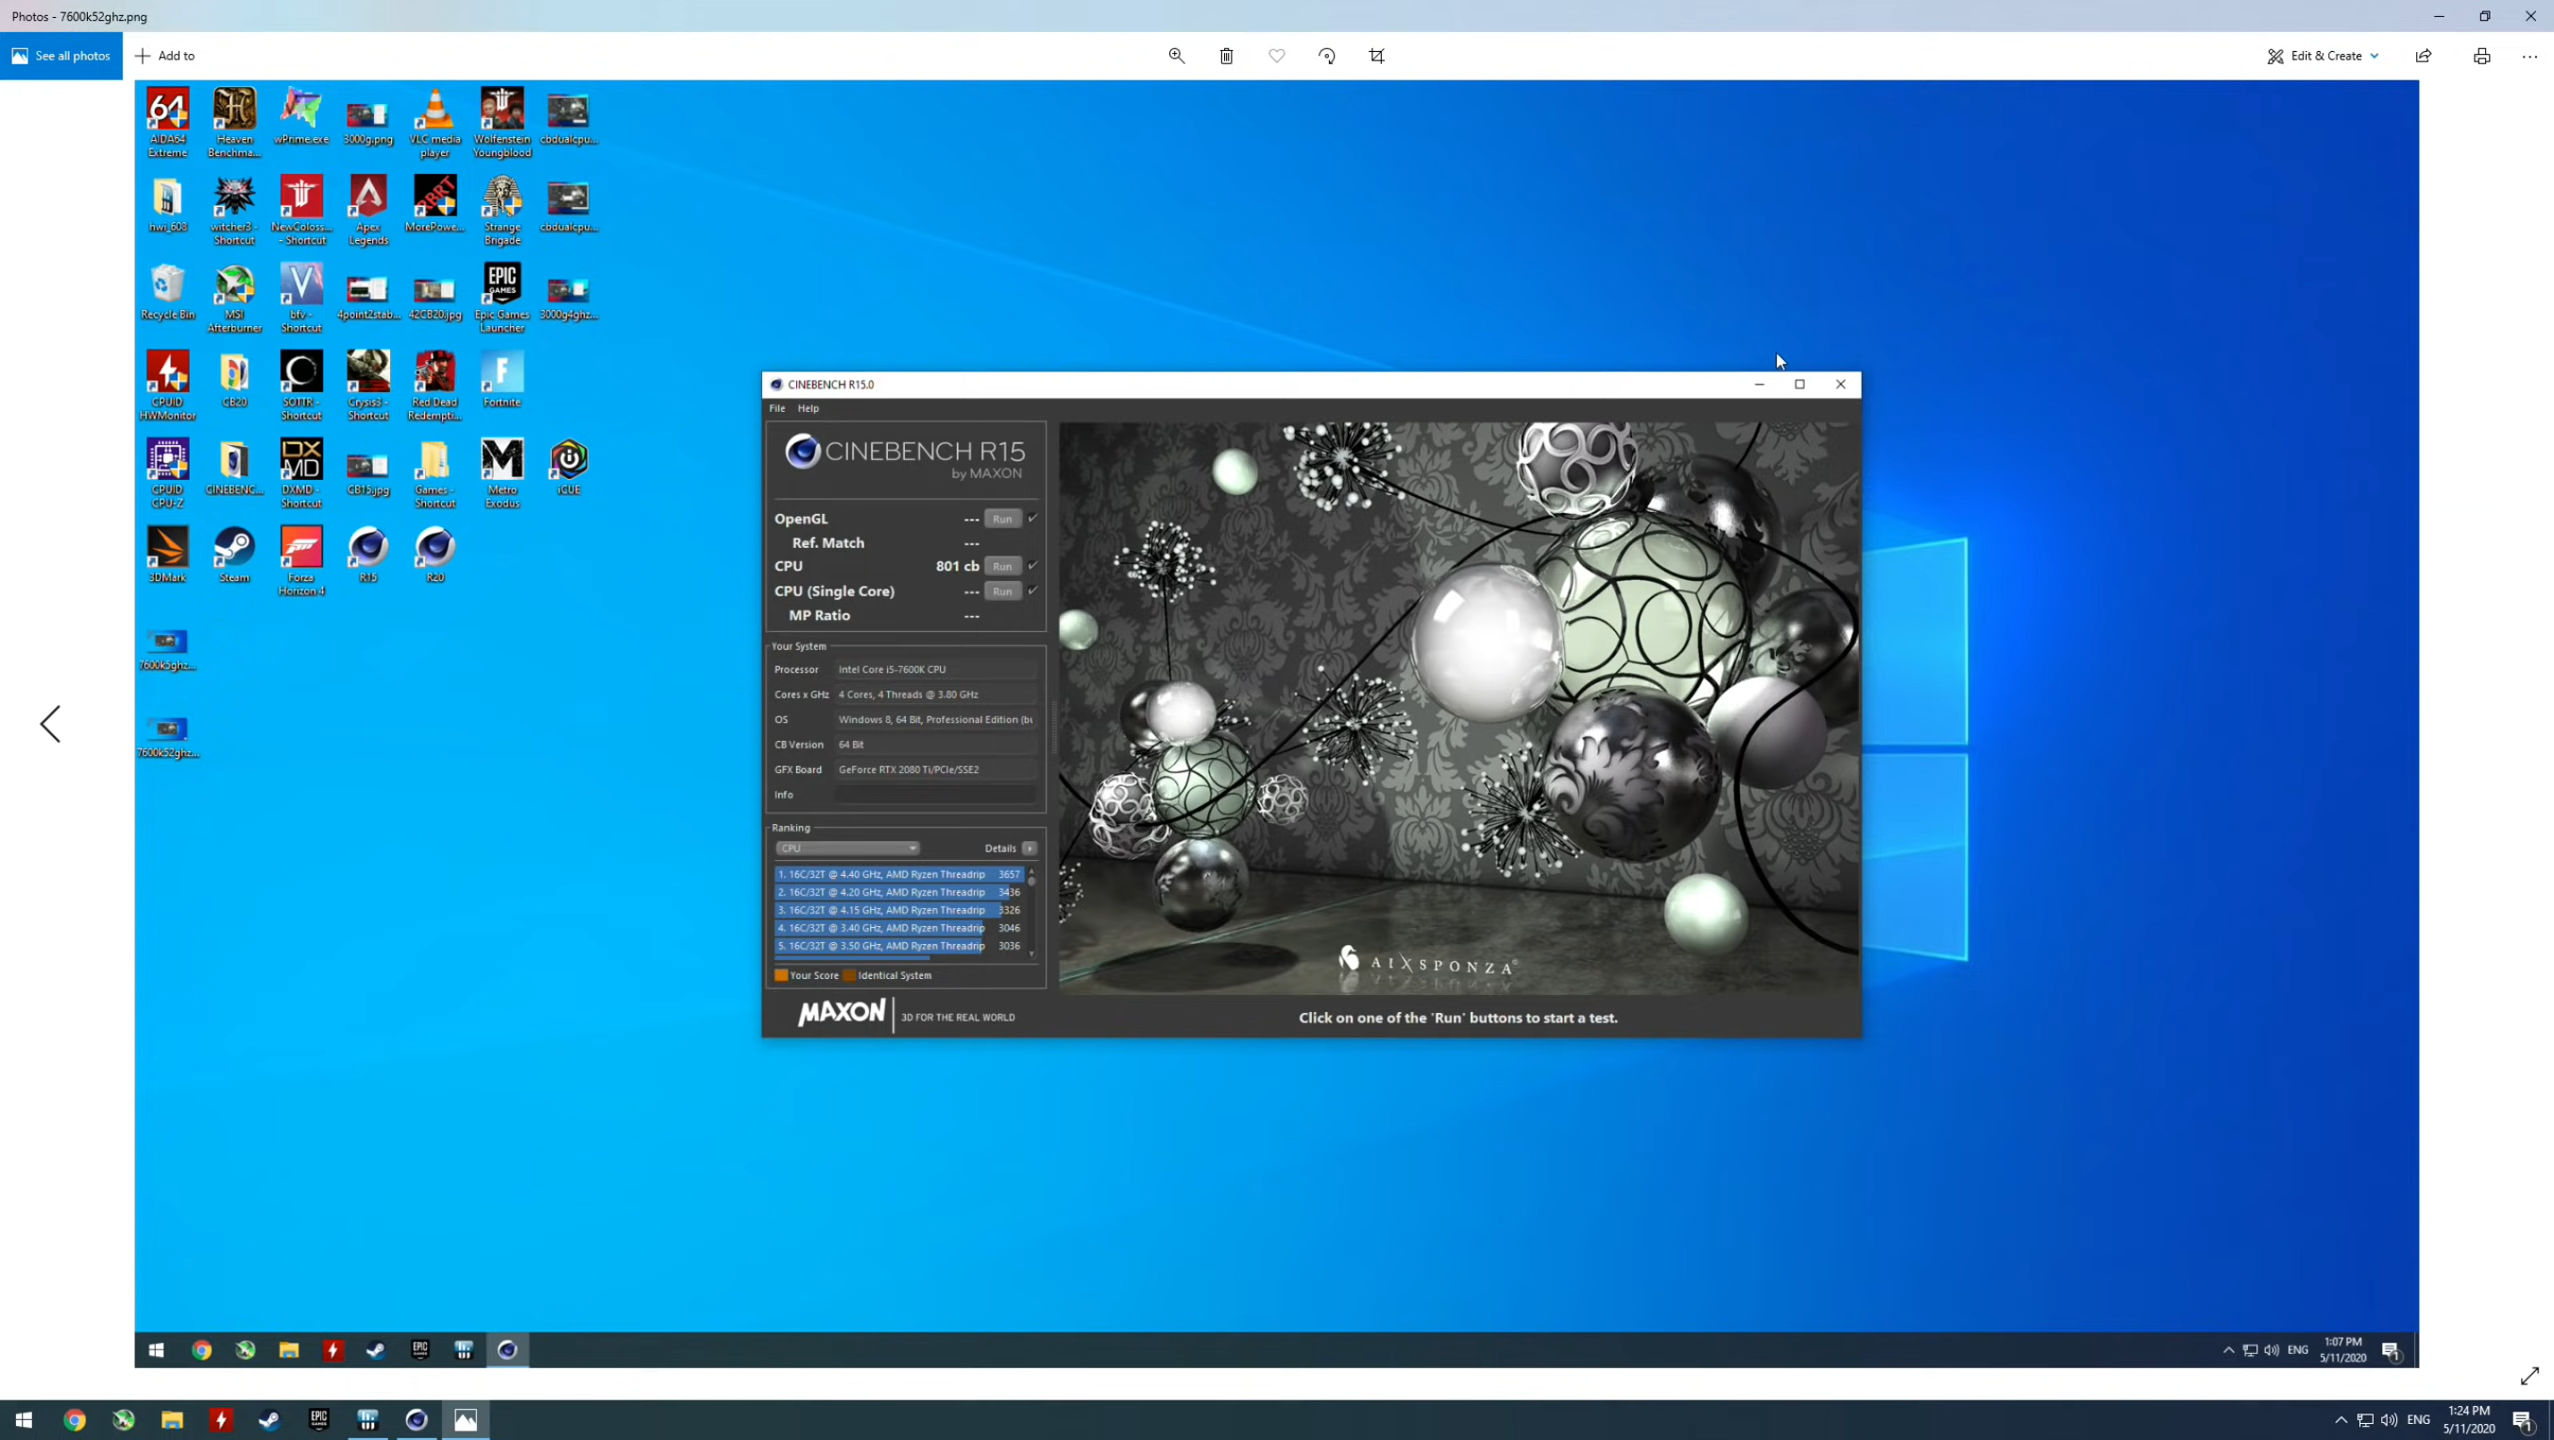 Photos - 7600k52ghz.png
See all photos
Add to
Edit & Create
AIDA64 Extreme
Heaven Benchma...
wPrime.exe
3000g.png
VLC media player
Wolfenstein Youngblood
cbdualcpu...
hwi_608
witcher3 - Shortcut
NewColoss... - Shortcut
Apex Legends
MorePowe...
Strange Brigade
cbdualcpu...
Recycle Bin
MSI Afterburner
bfv - Shortcut
4point2stab...
42CB20.jpg
EPIC GAMES
Epic Games Launcher
3000g4ghz...
CPUID HWMonitor
CB20
SOTTR - Shortcut
Crysis3 - Shortcut
Red Dead Redempti...
Fortnite
CPUID CPU-Z
CINEBENC...
DXMD - Shortcut
CB15.jpg
Games - Shortcut
Metro Exodus
iCUE
3DMark
Steam
Forza Horizon 4
R15
R20
7600k5ghz...
7600k52ghz...
CINEBENCH R15.0
File Help
CINEBENCH R15
by MAXON
OpenGL --- Run
Ref. Match ---
CPU 801 cb Run
CPU (Single Core) --- Run
MP Ratio ---
Your System
Processor Intel Core i5-7600K CPU
Cores x GHz 4 Cores, 4 Threads @ 3.80 GHz
OS Windows 8, 64 Bit, Professional Edition (bu
CB Version 64 Bit
GFX Board GeForce RTX 2080 Ti/PCIe/SSE2
Info
Ranking
CPU Details
1. 16C/32T @ 4.40 GHz, AMD Ryzen Threadrip 3657
2. 16C/32T @ 4.20 GHz, AMD Ryzen Threadrip 3436
3. 16C/32T @ 4.15 GHz, AMD Ryzen Threadrip 3326
4. 16C/32T @ 3.40 GHz, AMD Ryzen Threadrip 3046
5. 16C/32T @ 3.50 GHz, AMD Ryzen Threadrip 3036
Your Score Identical System
AIXSPONZA®
MAXON 3D FOR THE REAL WORLD
Click on one of the 'Run' buttons to start a test.
ENG
1:07 PM
5/11/2020
ENG
1:24 PM
5/11/2020